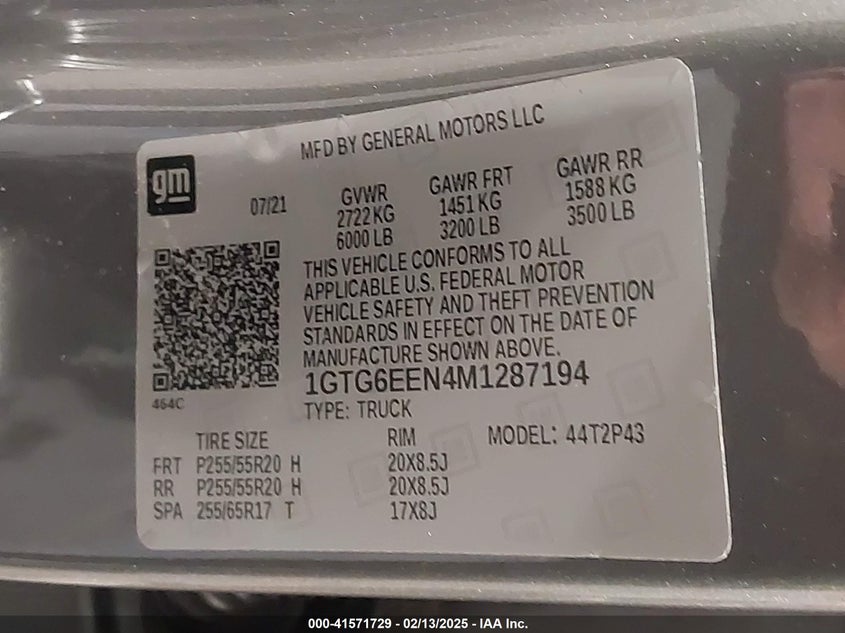 MFD BY GENERAL MOTORS LLC
gm
07/21
GVWR GAWR FRT GAWR RR
2722 KG 1451 KG 1588 KG
6000 LB 3200 LB 3500 LB
THIS VEHICLE CONFORMS TO ALL
APPLICABLE U.S. FEDERAL MOTOR
VEHICLE SAFETY AND THEFT PREVENTION
STANDARDS IN EFFECT ON THE DATE OF
MANUFACTURE SHOWN ABOVE.
1GTG6EEN4M1287194
464C
TYPE: TRUCK
TIRE SIZE RIM MODEL: 44T2P43
FRT P255/55R20 H 20X8.5J
RR P255/55R20 H 20X8.5J
SPA 255/65R17 T 17X8J
000-41571729 - 02/13/2025 - IAA Inc.